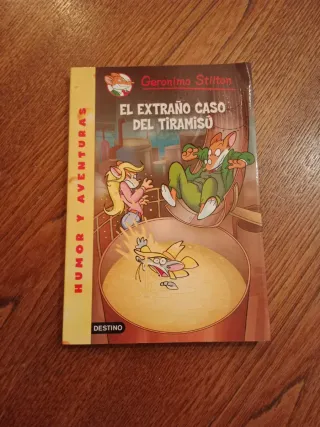 Geronimo Stilton
EL EXTRAÑO CASO
DEL TIRAMISÚ
HUMOR Y AVENTURAS
DESTINO